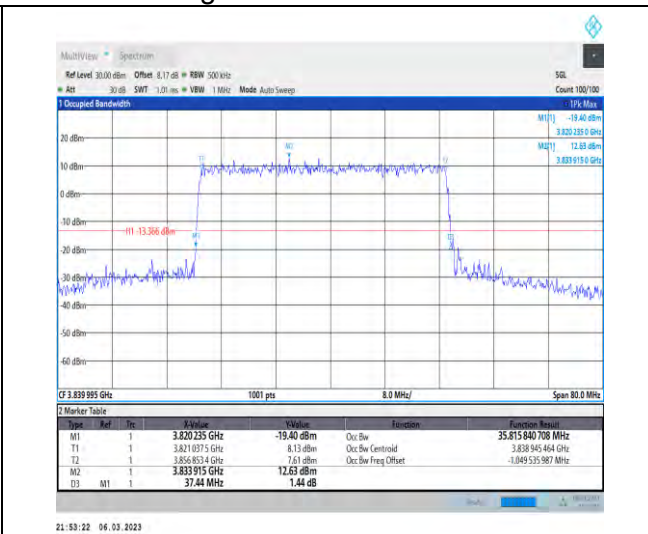 MultiView Spectrum
Ref Level 30.00 dBm Offset 8.17 dB RBW 500 kHz SGL
Att 30 dB SWT 1.01 ms VBW 1 MHz Mode Auto Sweep Count 100/100
1 Occupied Bandwidth 1Pk Max
M1[1] -19.40 dBm
3.820 235 0 GHz
M2[1] 12.63 dBm
3.833 915 0 GHz
20 dBm
M2
10 dBm
0 dBm
-10 dBm
H1 -13.366 dBm
M1
-20 dBm
-30 dBm
-40 dBm
-50 dBm
-60 dBm
CF 3.839 995 GHz 1001 pts 8.0 MHz/ Span 80.0 MHz
2 Marker Table
Type Ref Trc X-Value Y-Value Function Function Result
M1 1 3.820 235 GHz -19.40 dBm Occ Bw 35.815 840 708 MHz
T1 1 3.821 037 5 GHz 8.13 dBm Occ Bw Centroid 3.838 945 464 GHz
T2 1 3.856 853 4 GHz 7.61 dBm Occ Bw Freq Offset -1.049 535 987 MHz
M2 1 3.833 915 GHz 12.63 dBm
D3 M1 1 37.44 MHz 1.44 dB
21:53:22 06.03.2023